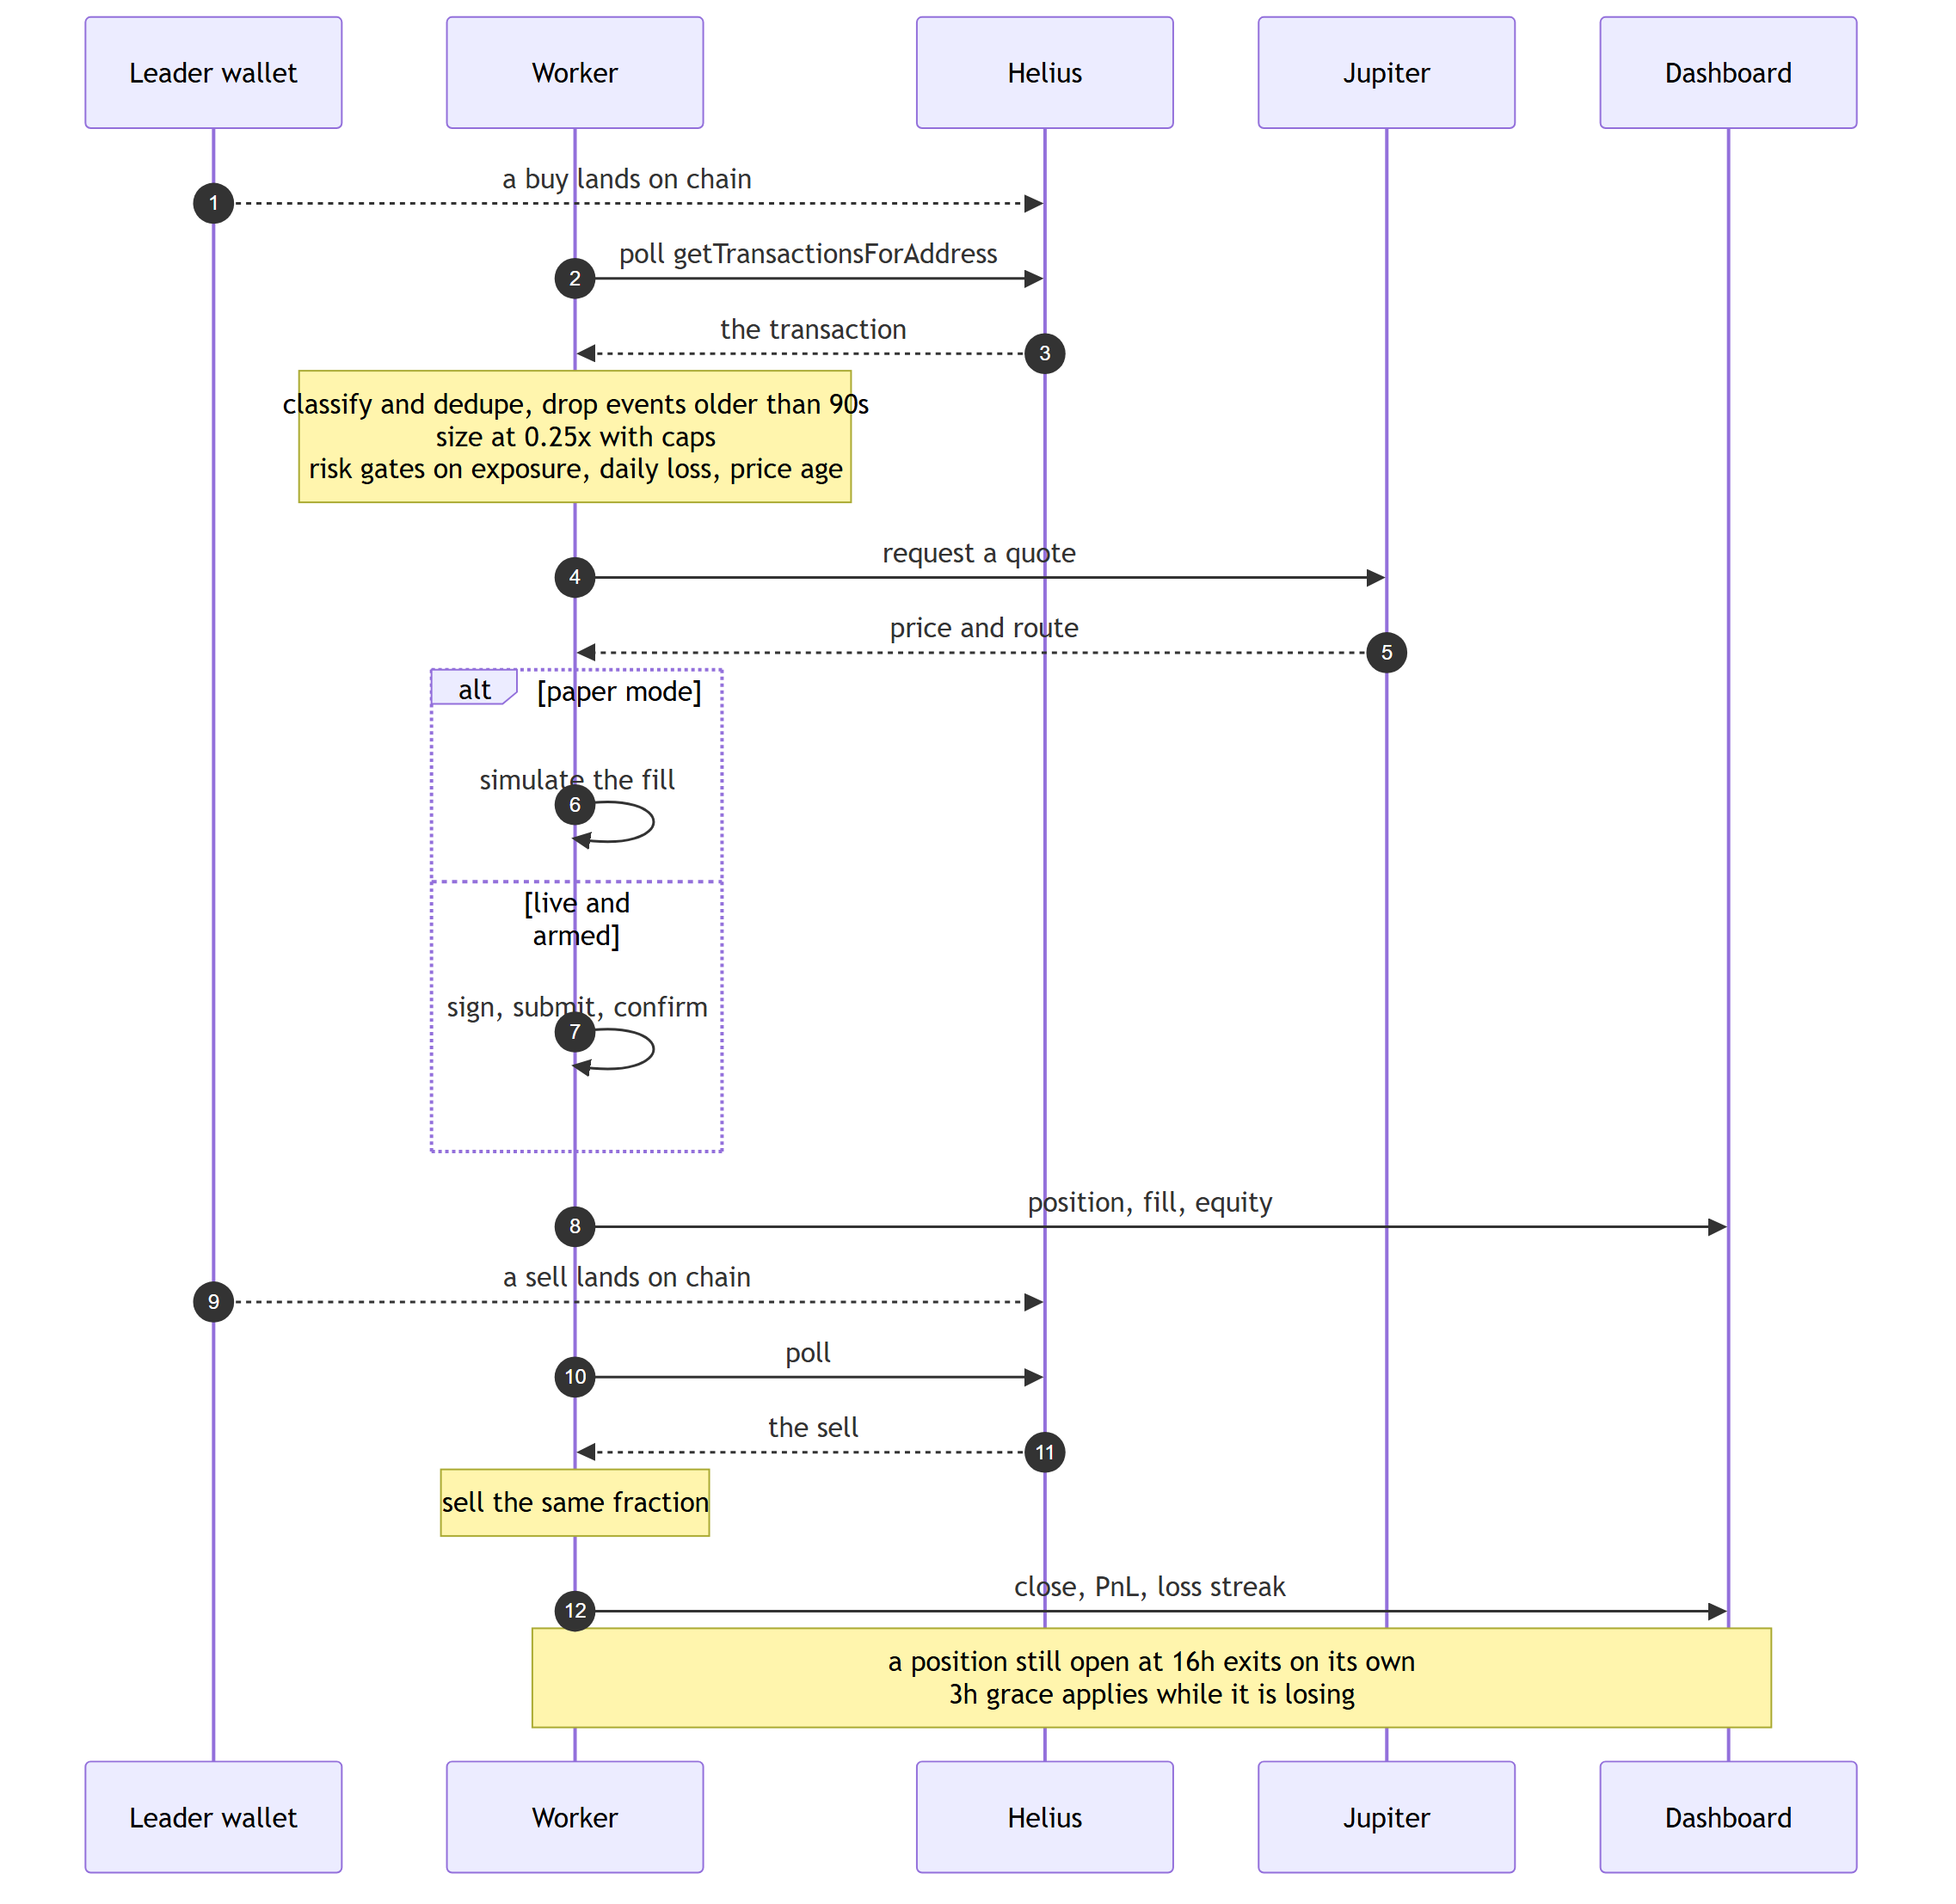 Leader wallet
Worker
Helius
Jupiter
Dashboard
a buy lands on chain
1
poll getTransactionsForAddress
2
the transaction
3
classify and dedupe, drop events older than 90s
size at 0.25x with caps
risk gates on exposure, daily loss, price age
request a quote
4
price and route
5
alt
[paper mode]
simulate the fill
6
[live and
armed]
sign, submit, confirm
7
position, fill, equity
8
a sell lands on chain
9
poll
10
the sell
11
sell the same fraction
close, PnL, loss streak
12
a position still open at 16h exits on its own
3h grace applies while it is losing
Leader wallet
Worker
Helius
Jupiter
Dashboard